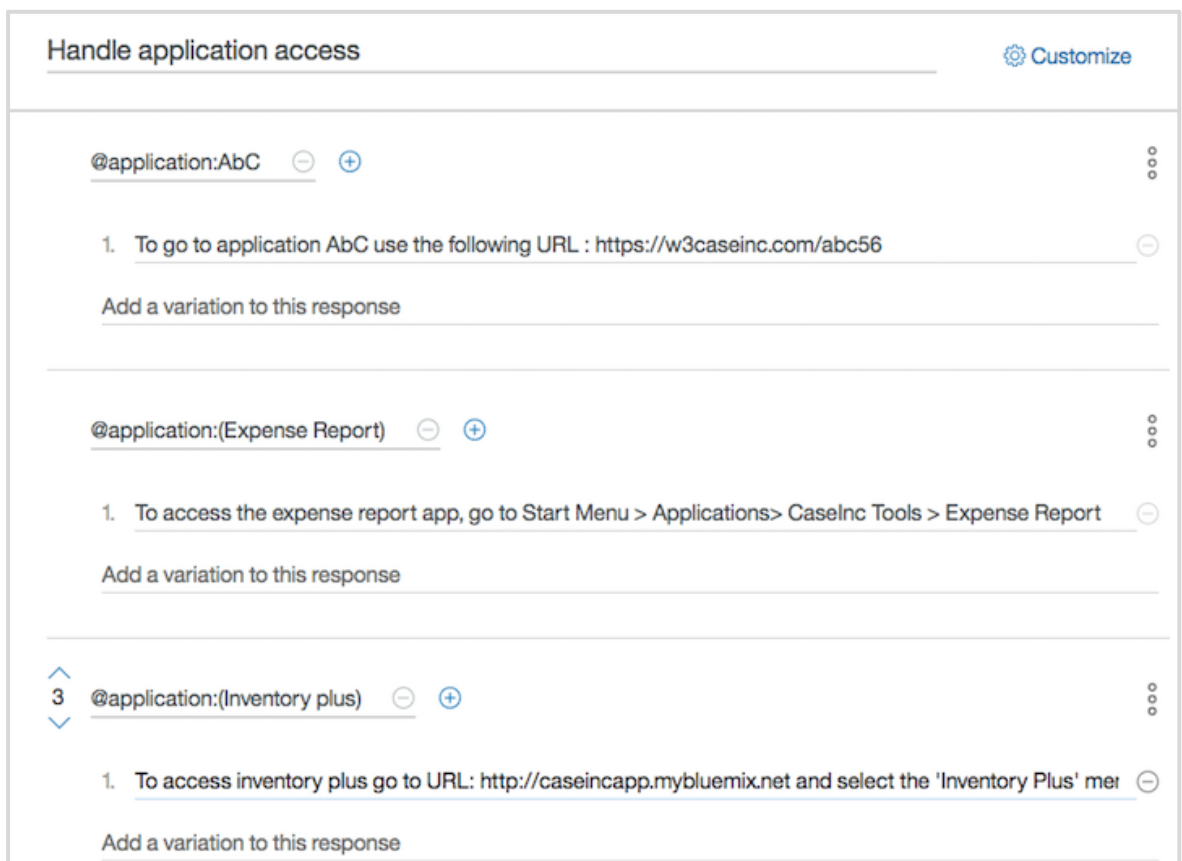 Handle application access
Customize
@application:AbC
1. To go to application AbC use the following URL : https://w3caseinc.com/abc56
Add a variation to this response
@application:(Expense Report)
1. To access the expense report app, go to Start Menu > Applications> CaseInc Tools > Expense Report
Add a variation to this response
3 @application:(Inventory plus)
1. To access inventory plus go to URL: http://caseincapp.mybluemix.net and select the 'Inventory Plus'
Add a variation to this response